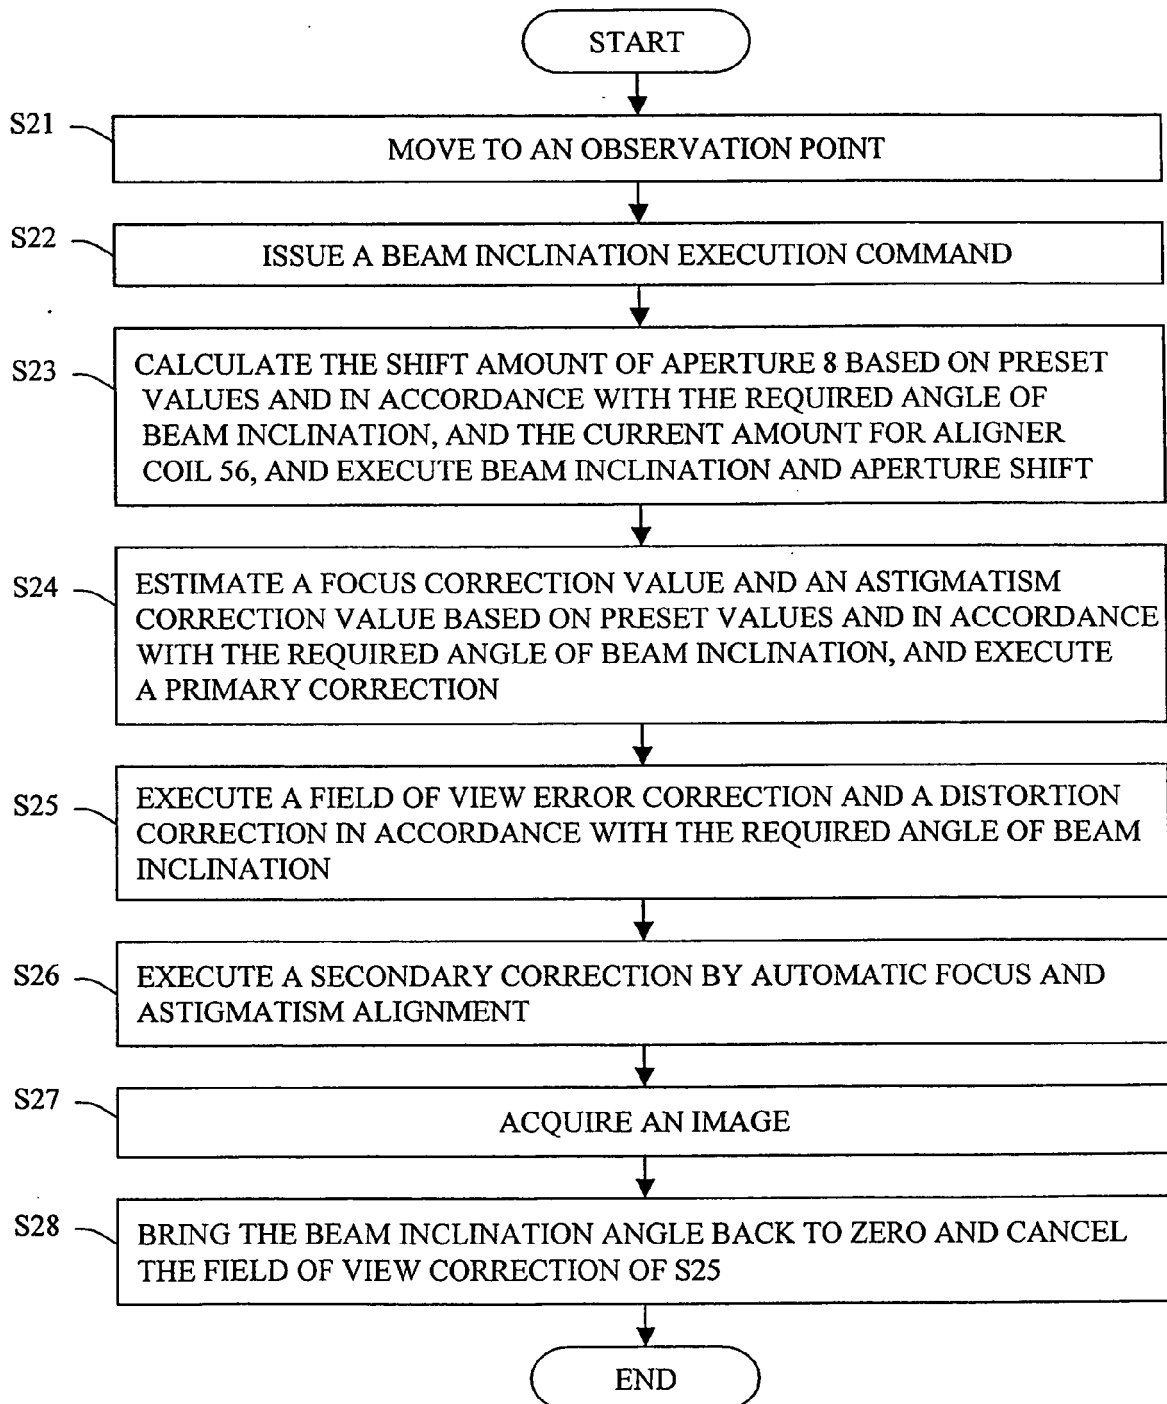 START
S21
MOVE TO AN OBSERVATION POINT
S22
ISSUE A BEAM INCLINATION EXECUTION COMMAND
S23
CALCULATE THE SHIFT AMOUNT OF APERTURE 8 BASED ON PRESET
VALUES AND IN ACCORDANCE WITH THE REQUIRED ANGLE OF
BEAM INCLINATION, AND THE CURRENT AMOUNT FOR ALIGNER
COIL 56, AND EXECUTE BEAM INCLINATION AND APERTURE SHIFT
S24
ESTIMATE A FOCUS CORRECTION VALUE AND AN ASTIGMATISM
CORRECTION VALUE BASED ON PRESET VALUES AND IN ACCORDANCE
WITH THE REQUIRED ANGLE OF BEAM INCLINATION, AND EXECUTE
A PRIMARY CORRECTION
S25
EXECUTE A FIELD OF VIEW ERROR CORRECTION AND A DISTORTION
CORRECTION IN ACCORDANCE WITH THE REQUIRED ANGLE OF BEAM
INCLINATION
S26
EXECUTE A SECONDARY CORRECTION BY AUTOMATIC FOCUS AND
ASTIGMATISM ALIGNMENT
S27
ACQUIRE AN IMAGE
S28
BRING THE BEAM INCLINATION ANGLE BACK TO ZERO AND CANCEL
THE FIELD OF VIEW CORRECTION OF S25
END